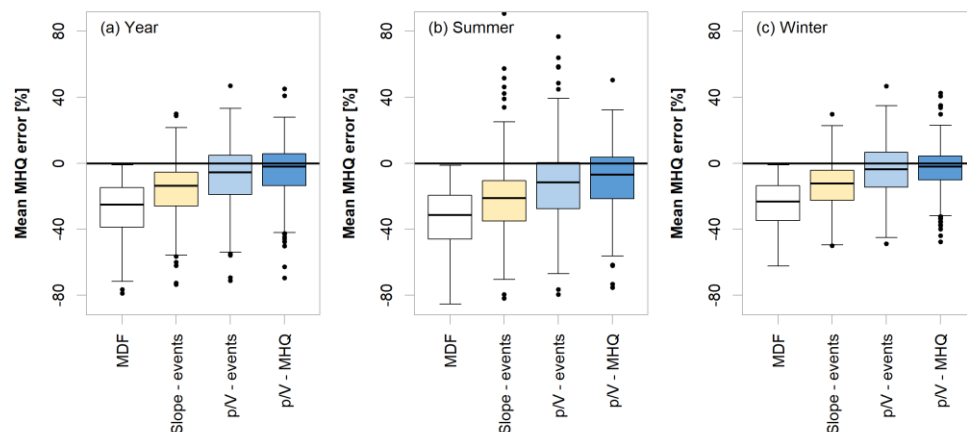 (a) Year
Mean MHQ error [%]
80
40
0
-40
-80
MDF
Slope - events
p/V - events
p/V - MHQ
(b) Summer
Mean MHQ error [%]
80
40
0
-40
-80
MDF
Slope - events
p/V - events
p/V - MHQ
(c) Winter
Mean MHQ error [%]
80
40
0
-40
-80
MDF
Slope - events
p/V - events
p/V - MHQ